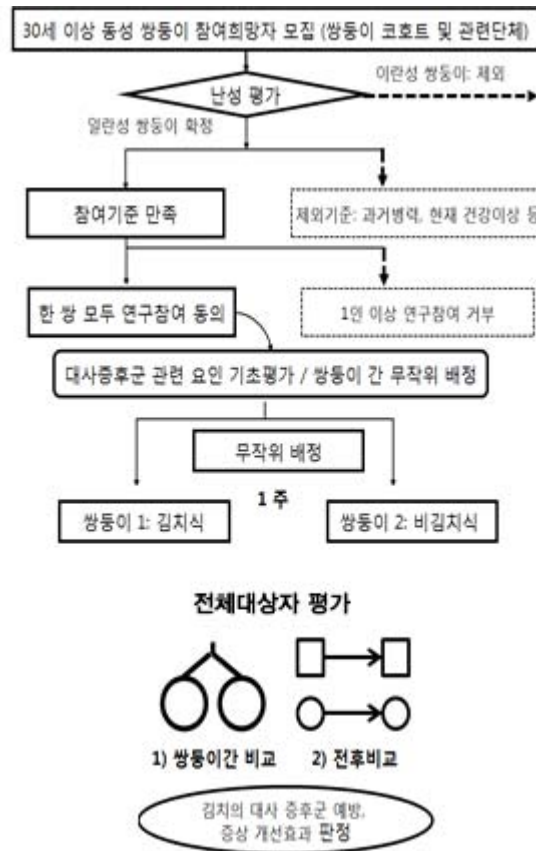 30세 이상 동성 쌍둥이 참여희망자 모집 (쌍둥이 코호트 및 관련단체)
이란성 쌍둥이: 제외
난성 평가
일란성 쌍둥이 확정
참여기준 만족
제외기준: 과거병력, 현재 건강이상 등
한 쌍 모두 연구참여 동의
1인 이상 연구참여 거부
대사증후군 관련 요인 기초평가 / 쌍둥이 간 무작위 배정
무작위 배정
1 주
쌍둥이 1: 김치식
쌍둥이 2: 비김치식
전체대상자 평가
1) 쌍둥이간 비교
2) 전후비교
김치의 대사 증후군 예방,
증상 개선효과 판정